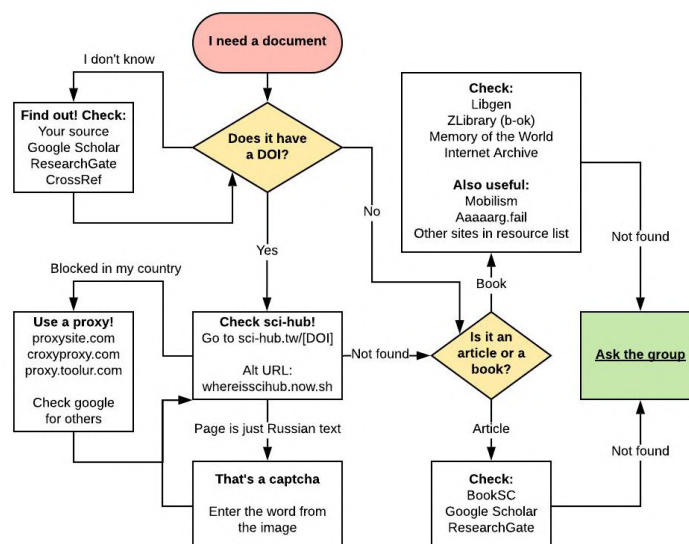 I need a document
I don't know
Find out! Check:
Your source
Google Scholar
ResearchGate
CrossRef
Does it have
a DOI?
Check:
Libgen
ZLibrary (b-ok)
Memory of the World
Internet Archive
Also useful:
Mobilism
Aaaaarg.fail
Other sites in resource list
No
Yes
Not found
Blocked in my country
Book
Use a proxy!
proxysite.com
croxyproxy.com
proxy.toolur.com
Check google
for others
Check sci-hub!
Go to sci-hub.tw/[DOI]
Alt URL:
whereisscihub.now.sh
Not found
Is it an
article or a
book?
Ask the group
Page is just Russian text
Article
Not found
That's a captcha
Enter the word from
the image
Check:
BookSC
Google Scholar
ResearchGate